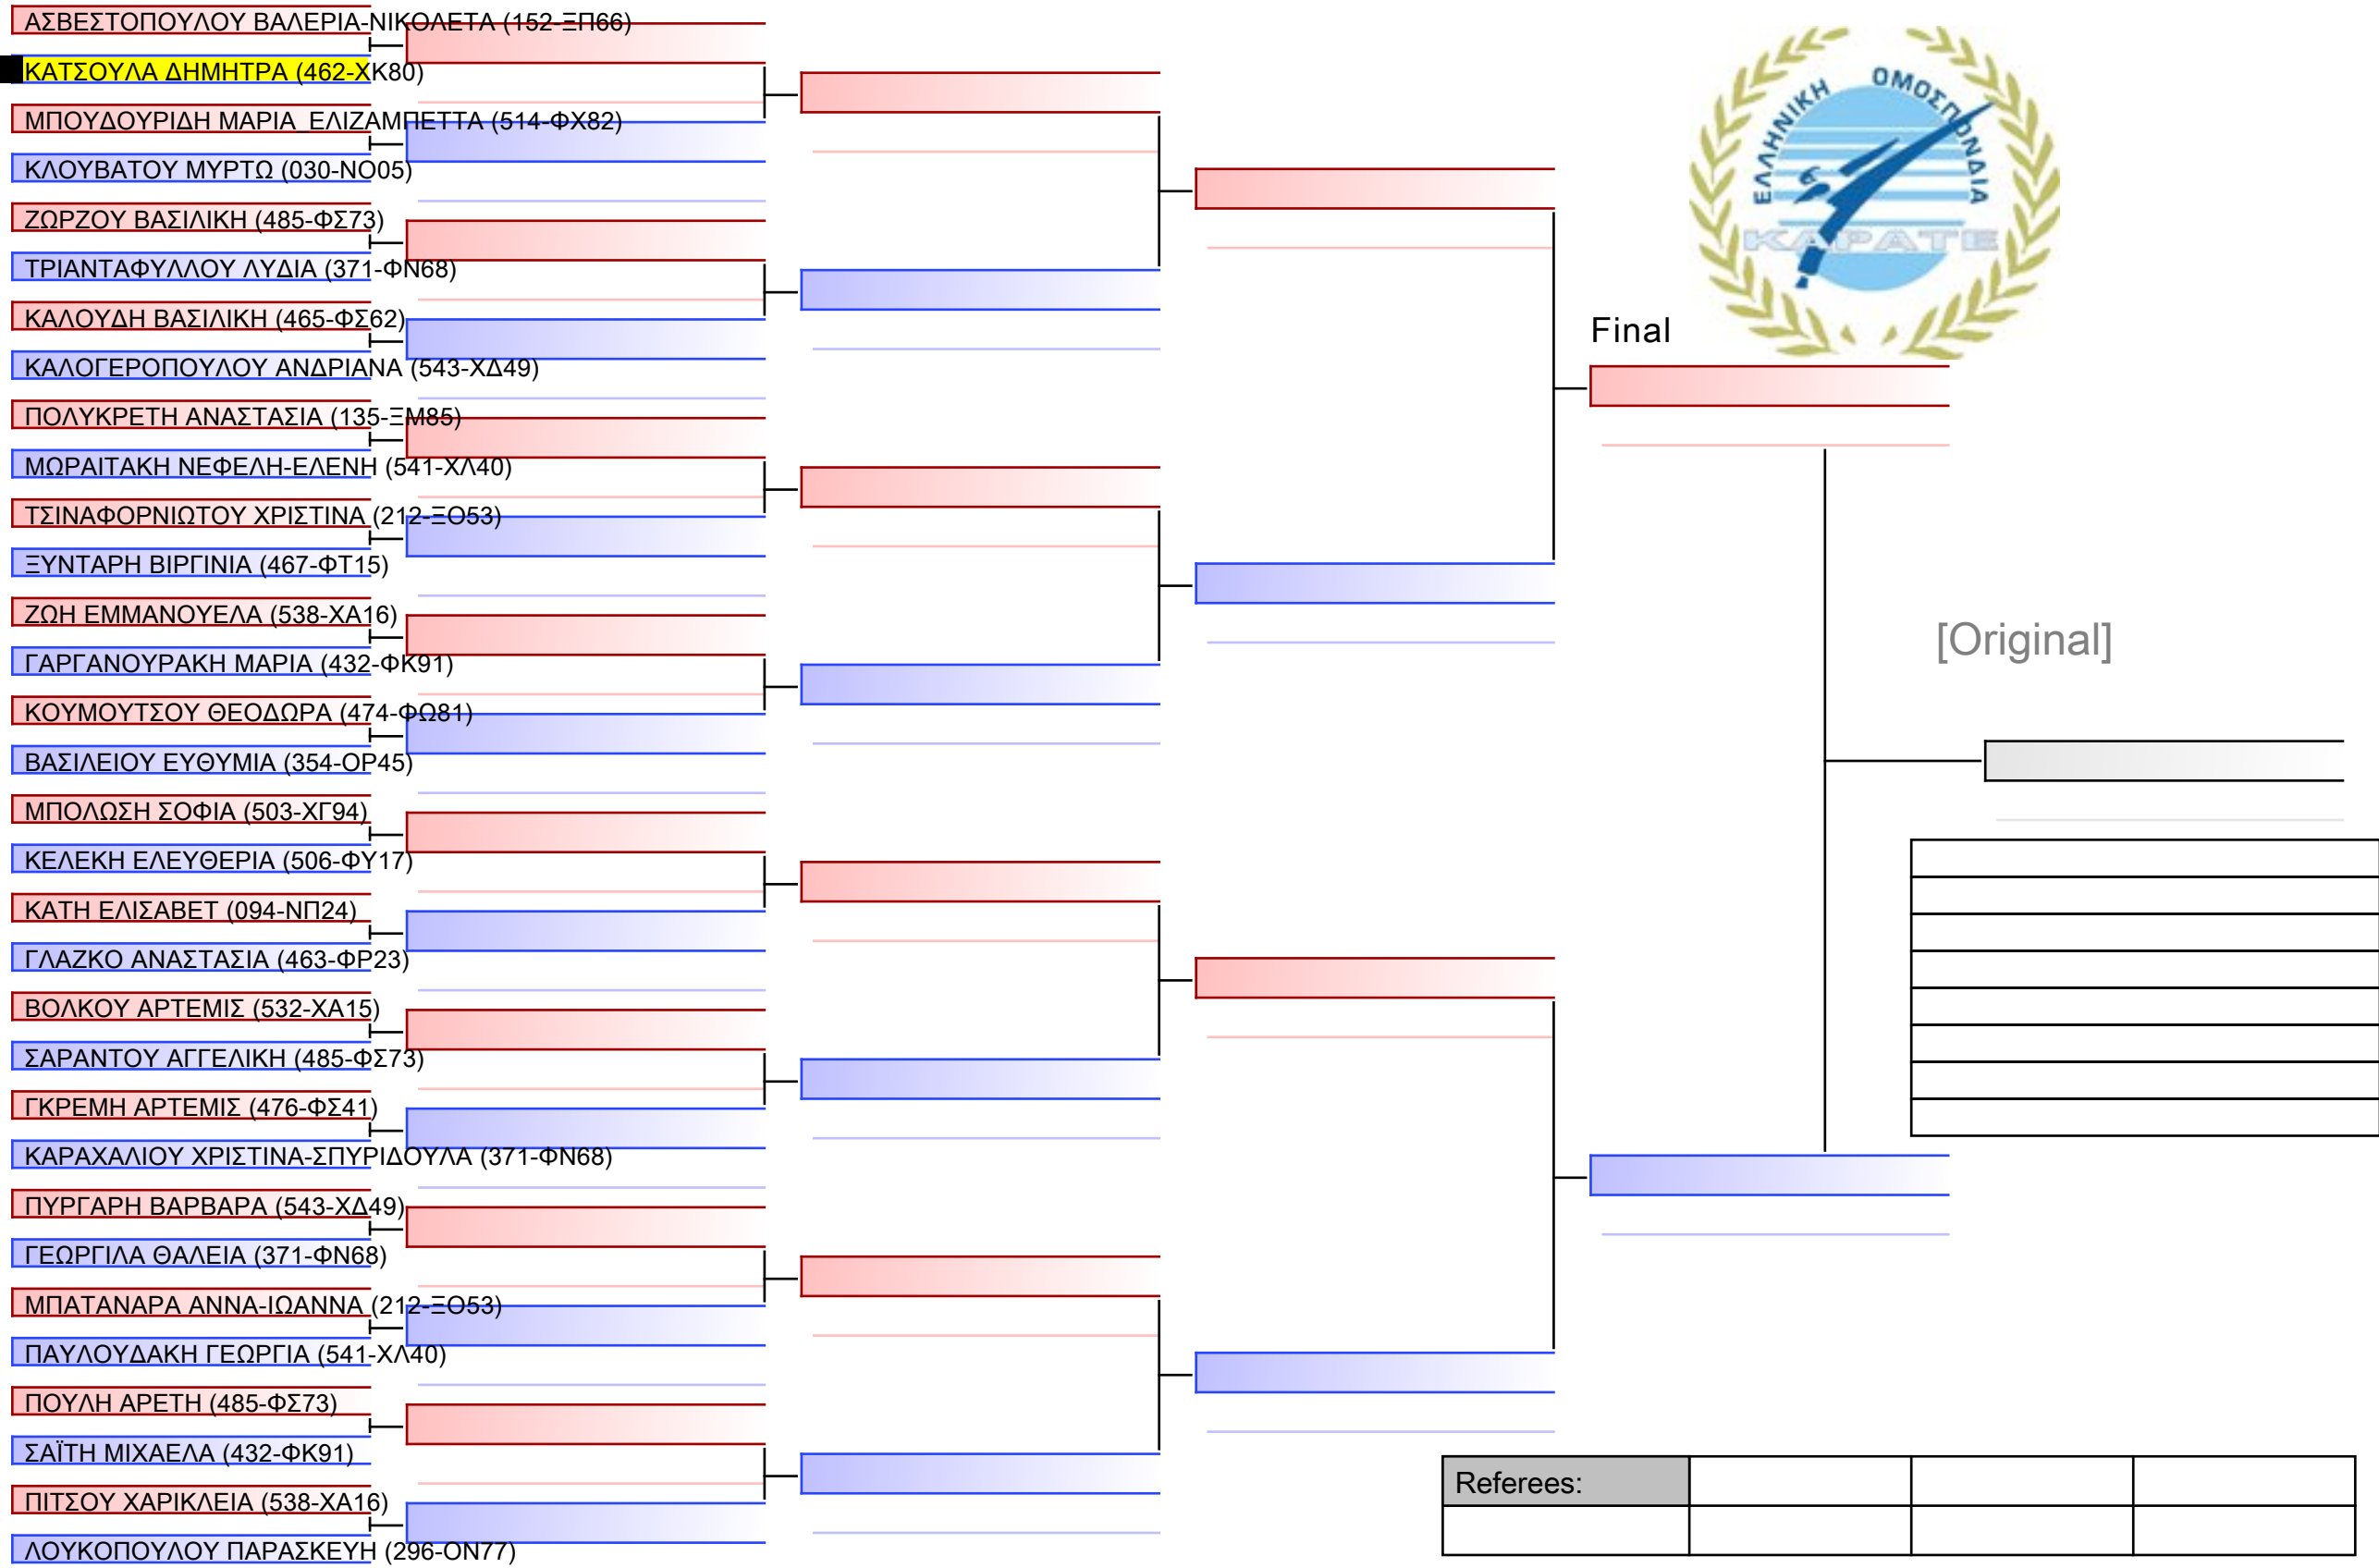 ΑΣΒΕΣΤΟΠΟΥΛΟΥ ΒΑΛΕΡΙΑ-ΝΙΚΟΛΕΤΑ (152-ΞΠ66)
ΚΑΤΣΟΥΛΑ ΔΗΜΗΤΡΑ (462-ΧΚ80)
ΜΠΟΥΔΟΥΡΙΔΗ ΜΑΡΙΑ ΕΛΙΖΑΜΠΕΤΤΑ (514-ΦΧ82)
ΚΛΟΥΒΑΤΟΥ ΜΥΡΤΩ (030-ΝΟ05)
ΖΩΡΖΟΥ ΒΑΣΙΛΙΚΗ (485-ΦΣ73)
ΤΡΙΑΝΤΑΦΥΛΛΟΥ ΛΥΔΙΑ (371-ΦΝ68)
ΚΑΛΟΥΔΗ ΒΑΣΙΛΙΚΗ (465-ΦΣ62)
ΚΑΛΟΓΕΡΟΠΟΥΛΟΥ ΑΝΔΡΙΑΝΑ (543-ΧΔ49)
ΠΟΛΥΚΡΕΤΗ ΑΝΑΣΤΑΣΙΑ (135-ΞΜ85)
ΜΩΡΑΙΤΑΚΗ ΝΕΦΕΛΗ-ΕΛΕΝΗ (541-ΧΛ40)
ΤΣΙΝΑΦΟΡΝΙΩΤΟΥ ΧΡΙΣΤΙΝΑ (212-ΞΟ53)
ΞΥΝΤΑΡΗ ΒΙΡΓΙΝΙΑ (467-ΦΤ15)
ΖΩΗ ΕΜΜΑΝΟΥΕΛΑ (538-ΧΑ16)
ΓΑΡΓΑΝΟΥΡΑΚΗ ΜΑΡΙΑ (432-ΦΚ91)
ΚΟΥΜΟΥΤΣΟΥ ΘΕΟΔΩΡΑ (474-ΦΩ81)
ΒΑΣΙΛΕΙΟΥ ΕΥΘΥΜΙΑ (354-ΟΡ45)
ΜΠΟΛΩΣΗ ΣΟΦΙΑ (503-ΧΓ94)
ΚΕΛΕΚΗ ΕΛΕΥΘΕΡΙΑ (506-ΦΥ17)
ΚΑΤΗ ΕΛΙΣΑΒΕΤ (094-ΝΠ24)
ΓΛΑΖΚΟ ΑΝΑΣΤΑΣΙΑ (463-ΦΡ23)
ΒΟΛΚΟΥ ΑΡΤΕΜΙΣ (532-ΧΑ15)
ΣΑΡΑΝΤΟΥ ΑΓΓΕΛΙΚΗ (485-ΦΣ73)
ΓΚΡΕΜΗ ΑΡΤΕΜΙΣ (476-ΦΣ41)
ΚΑΡΑΧΑΛΙΟΥ ΧΡΙΣΤΙΝΑ-ΣΠΥΡΙΔΟΥΛΑ (371-ΦΝ68)
ΠΥΡΓΑΡΗ ΒΑΡΒΑΡΑ (543-ΧΔ49)
ΓΕΩΡΓΙΛΑ ΘΑΛΕΙΑ (371-ΦΝ68)
ΜΠΑΤΑΝΑΡΑ ΑΝΝΑ-ΙΩΑΝΝΑ (212-ΞΟ53)
ΠΑΥΛΟΥΔΑΚΗ ΓΕΩΡΓΙΑ (541-ΧΛ40)
ΠΟΥΛΗ ΑΡΕΤΗ (485-ΦΣ73)
ΣΑΪΤΗ ΜΙΧΑΕΛΑ (432-ΦΚ91)
ΠΙΤΣΟΥ ΧΑΡΙΚΛΕΙΑ (538-ΧΑ16)
ΛΟΥΚΟΠΟΥΛΟΥ ΠΑΡΑΣΚΕΥΗ (296-ΟΝ77)
ΕΛΛΗΝΙΚΗ ΟΜΟΣΠΟΝΔΙΑ
ΚΑΡΑΤΕ
Final
[Original]
Referees: